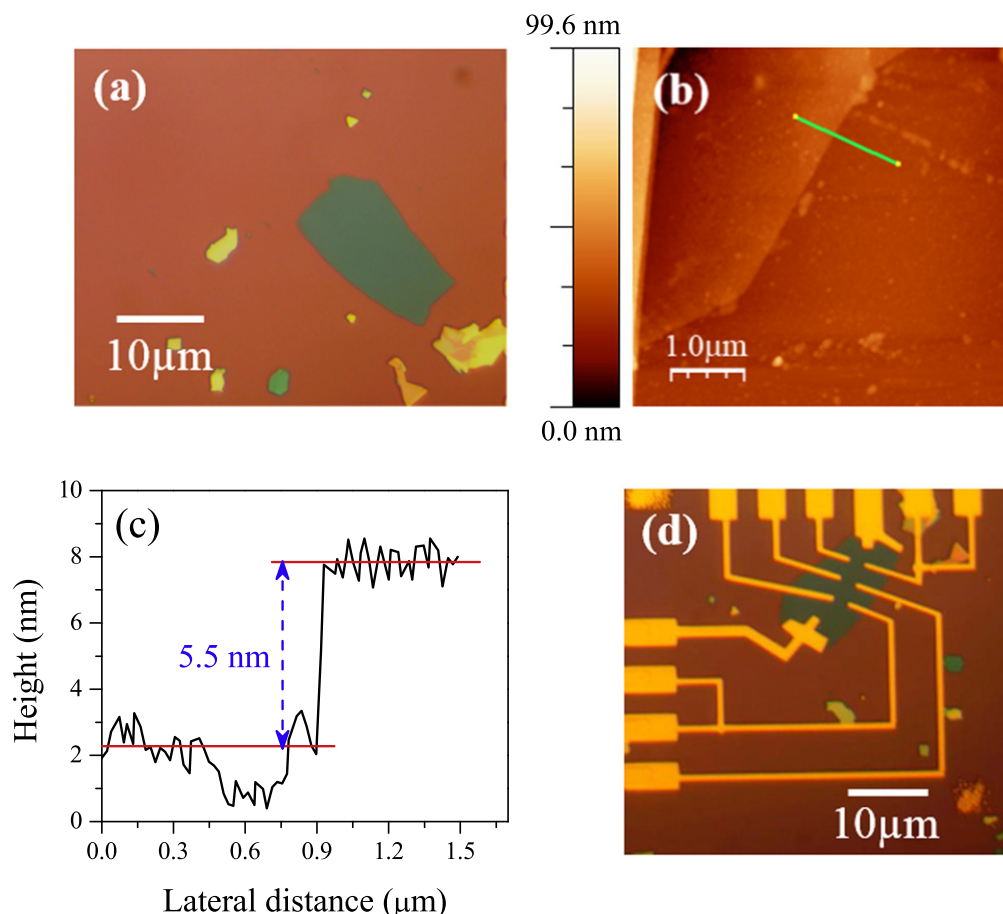 99.6 nm
(a)
10µm
(b)
1.0µm
0.0 nm
10
8
6
4
2
0
(c)
5.5 nm
Height (nm)
0.0 0.3 0.6 0.9 1.2 1.5
Lateral distance (µm)
(d)
10µm